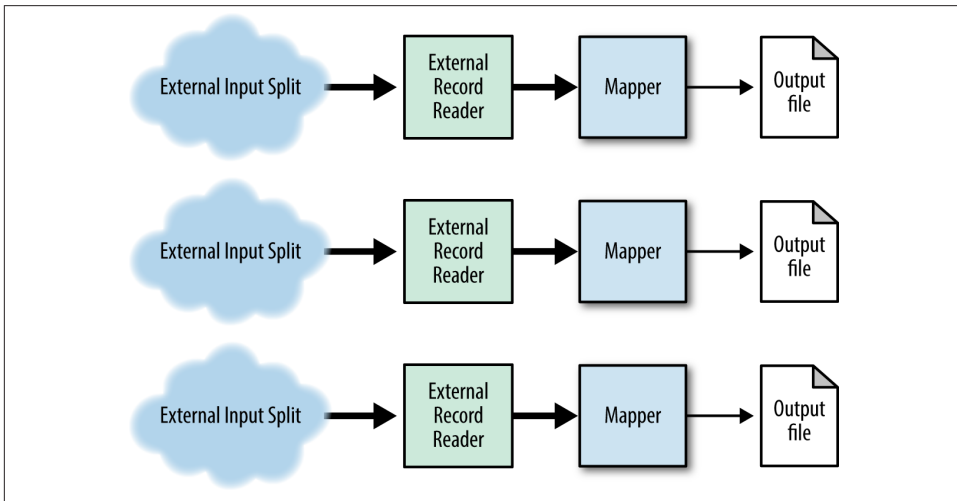 External Input Split
External
Record
Reader
Mapper
Output
file
External Input Split
External
Record
Reader
Mapper
Output
file
External Input Split
External
Record
Reader
Mapper
Output
file